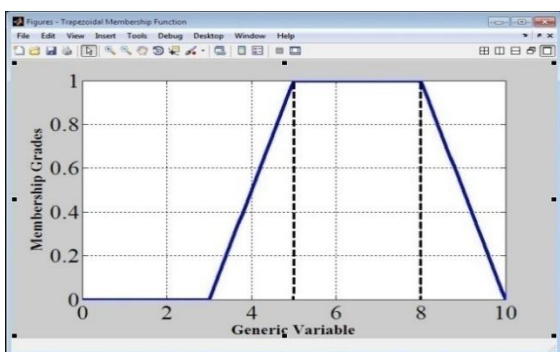 Figures - Trapezoidal Membership Function
File Edit View Insert Tools Debug Desktop Window Help
1
0.8
0.6
0.4
0.2
0
Membership Grades
0 2 4 6 8 10
Generic Variable